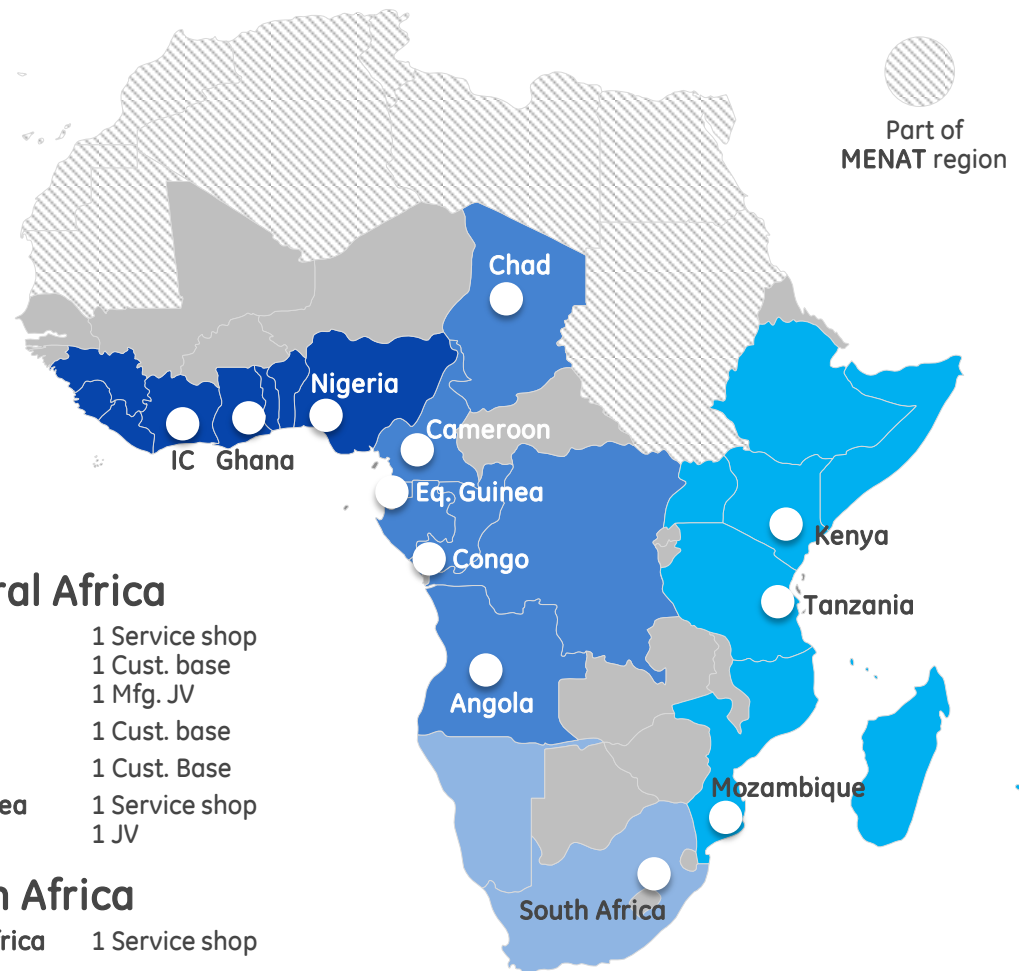 Part of
MENAT region
Chad
Nigeria
Cameroon
IC Ghana
Eq. Guinea
Kenya
Congo
Tanzania
Angola
Mozambique
South Africa
ral Africa
1 Service shop
1 Cust. base
1 Mfg. JV
1 Cust. base
1 Cust. Base
ea 1 Service shop
1 JV
n Africa
frica 1 Service shop